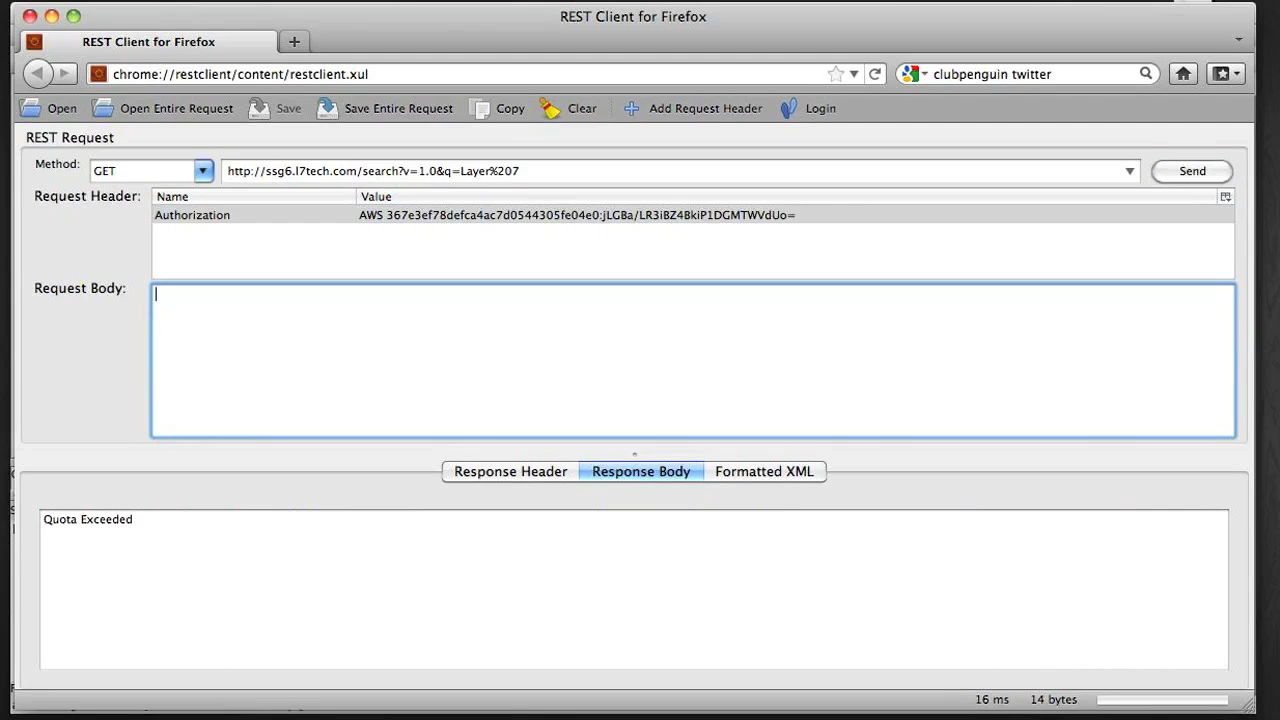 REST Client for Firefox
REST Client for Firefox
chrome://restclient/content/restclient.xul
clubpenguin twitter
Open Open Entire Request Save Save Entire Request Copy Clear Add Request Header Login
REST Request
Method: GET http://ssg6.l7tech.com/search?v=1.0&q=Layer%207 Send
Request Header: Name Value
Authorization AWS 367e3ef78defca4ac7d0544305fe04e0:jLGBa/LR3iBZ4BkiP1DGMTWVdUo=
Request Body:
Response Header Response Body Formatted XML
Quota Exceeded
16 ms 14 bytes